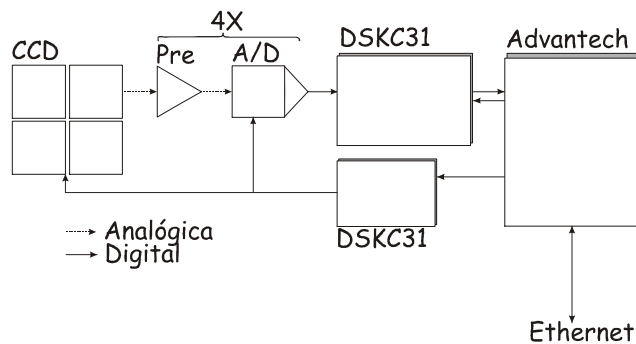 4X
CCD
Pre
A/D
DSKC31
Advantech
DSKC31
Analógica
Digital
Ethernet